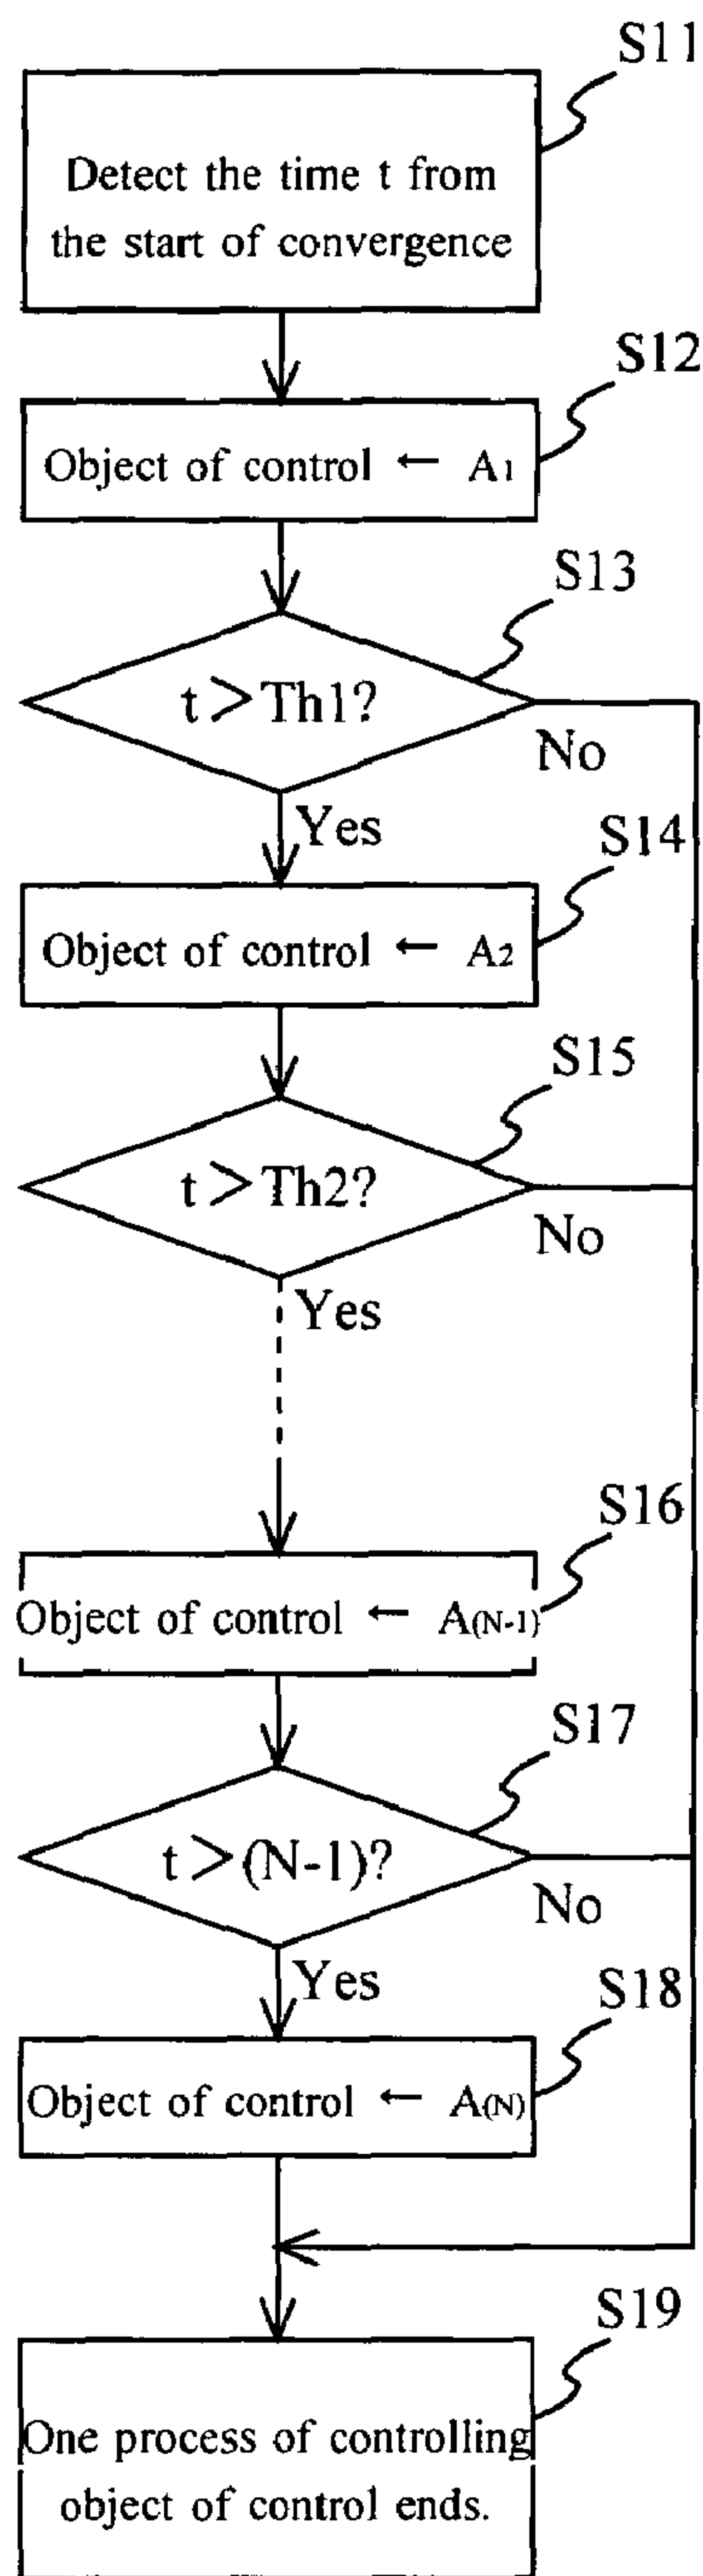 S11
Detect the time t from
the start of convergence
S12
Object of control ← A1
S13
t>Th1?
No
Yes
S14
Object of control ← A2
S15
t>Th2?
No
Yes
S16
Object of control ← A(N-1)
S17
t>(N-1)?
No
Yes
S18
Object of control ← A(N)
S19
One process of controlling
object of control ends.